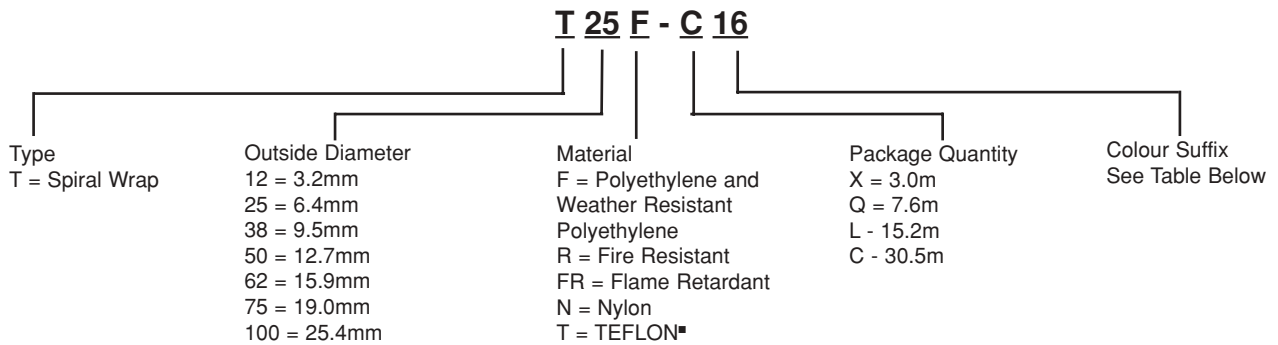 T 25 F - C 16
Type
T = Spiral Wrap
Outside Diameter
12 = 3.2mm
25 = 6.4mm
38 = 9.5mm
50 = 12.7mm
62 = 15.9mm
75 = 19.0mm
100 = 25.4mm
Material
F = Polyethylene and
Weather Resistant
Polyethylene
R = Fire Resistant
FR = Flame Retardant
N = Nylon
T = TEFLON■
Package Quantity
X = 3.0m
Q = 7.6m
L - 15.2m
C - 30.5m
Colour Suffix
See Table Below